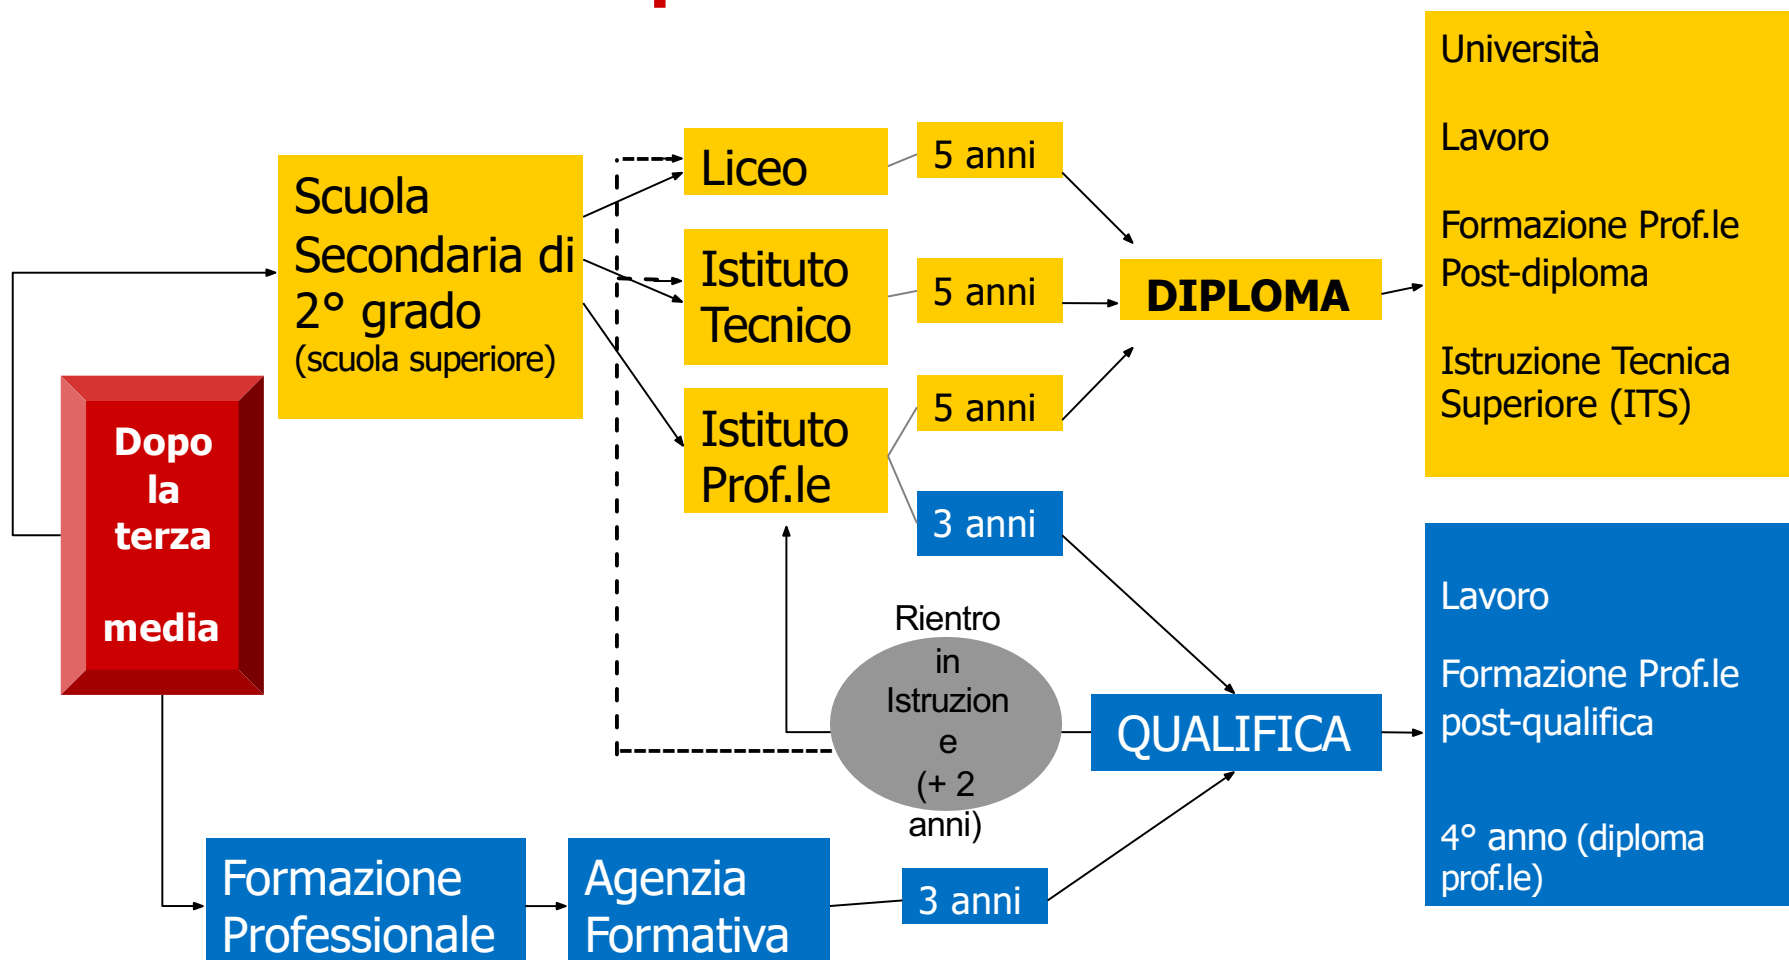 Dopo
la
terza
media
Scuola
Secondaria di
2° grado
(scuola superiore)
Liceo
5 anni
Istituto
Tecnico
5 anni
Istituto
Prof.le
5 anni
3 anni
DIPLOMA
Università
Lavoro
Formazione Prof.le
Post-diploma
Istruzione Tecnica
Superiore (ITS)
Rientro
in
Istruzion
e
(+ 2
anni)
QUALIFICA
Lavoro
Formazione Prof.le
post-qualifica
4° anno (diploma
prof.le)
Formazione
Professionale
Agenzia
Formativa
3 anni